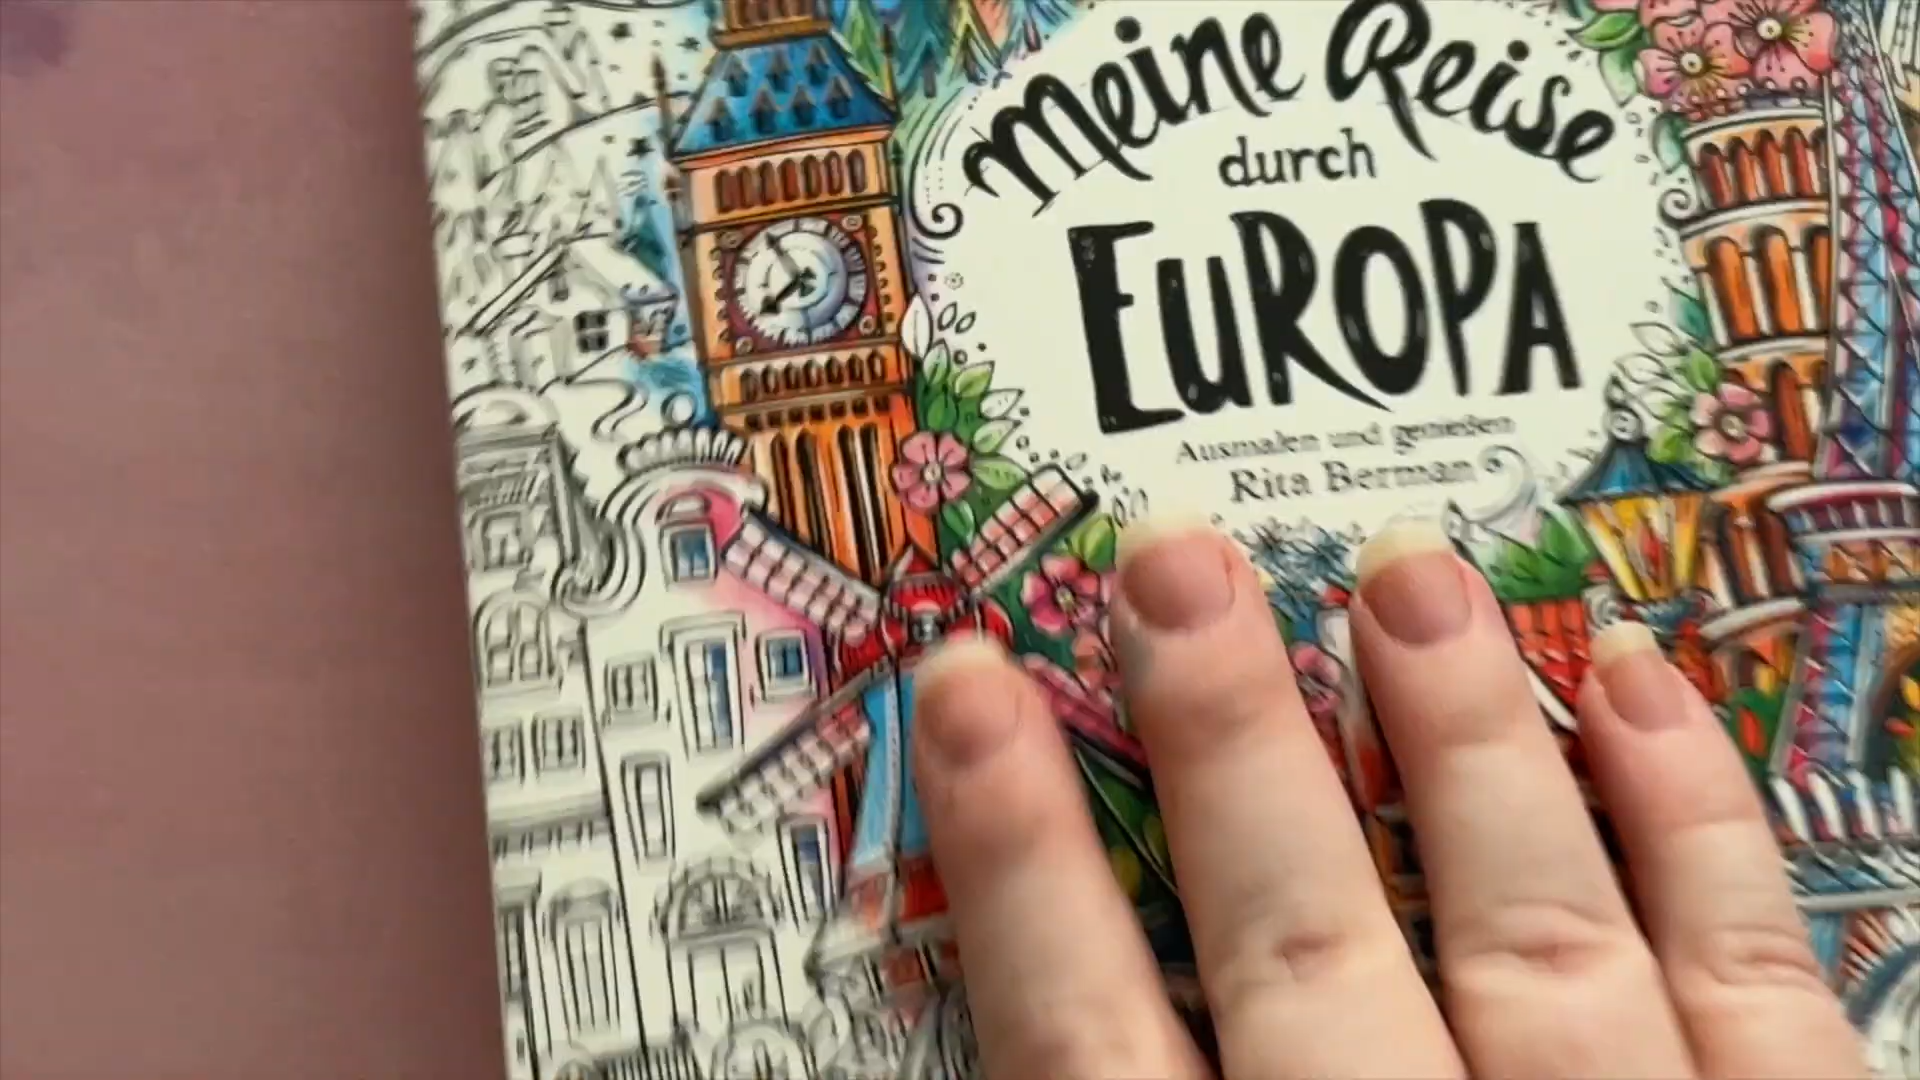 Meine Reise
durch
EUROPA
Ausmalen und genießen
Rita Berman